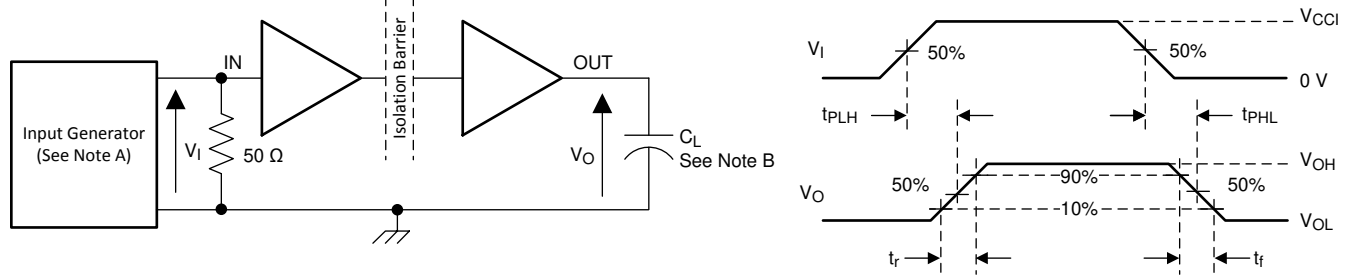 Input Generator
(See Note A)
V_I
IN
50 Ω
Isolation Barrier
OUT
V_O
C_L
See Note B
V_I
50%
50%
V_CCI
0 V
t_PLH
t_PHL
V_O
50%
90%
50%
10%
V_OH
V_OL
t_r
t_f